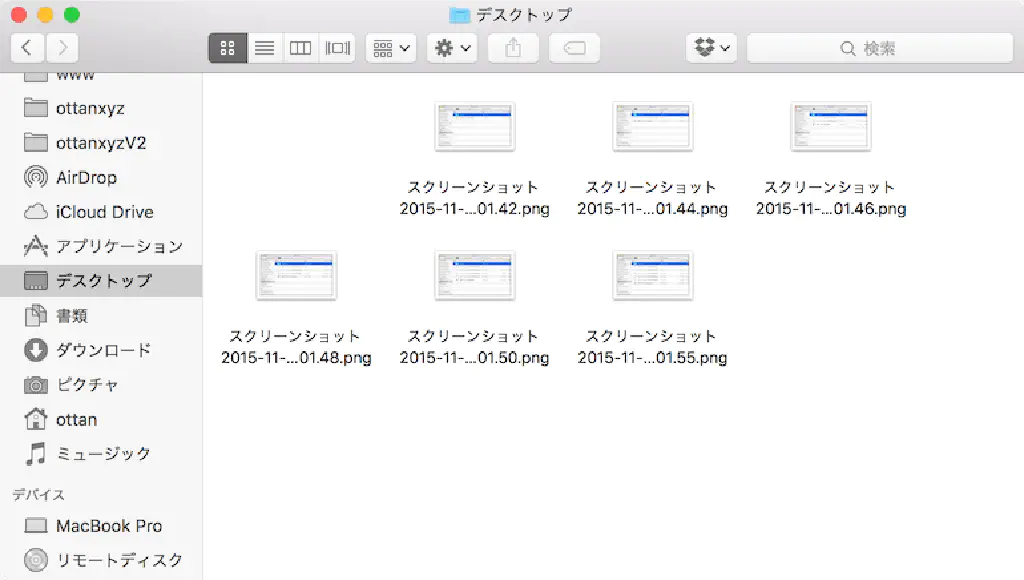 デスクトップ
検索
www
ottanxyz
ottanxyzV2
AirDrop
iCloud Drive
アプリケーション
デスクトップ
書類
ダウンロード
ピクチャ
ottan
ミュージック
デバイス
MacBook Pro
リモートディスク
スクリーンショット
2015-11-...01.42.png
スクリーンショット
2015-11-...01.44.png
スクリーンショット
2015-11-...01.46.png
スクリーンショット
2015-11-...01.48.png
スクリーンショット
2015-11-...01.50.png
スクリーンショット
2015-11-...01.55.png